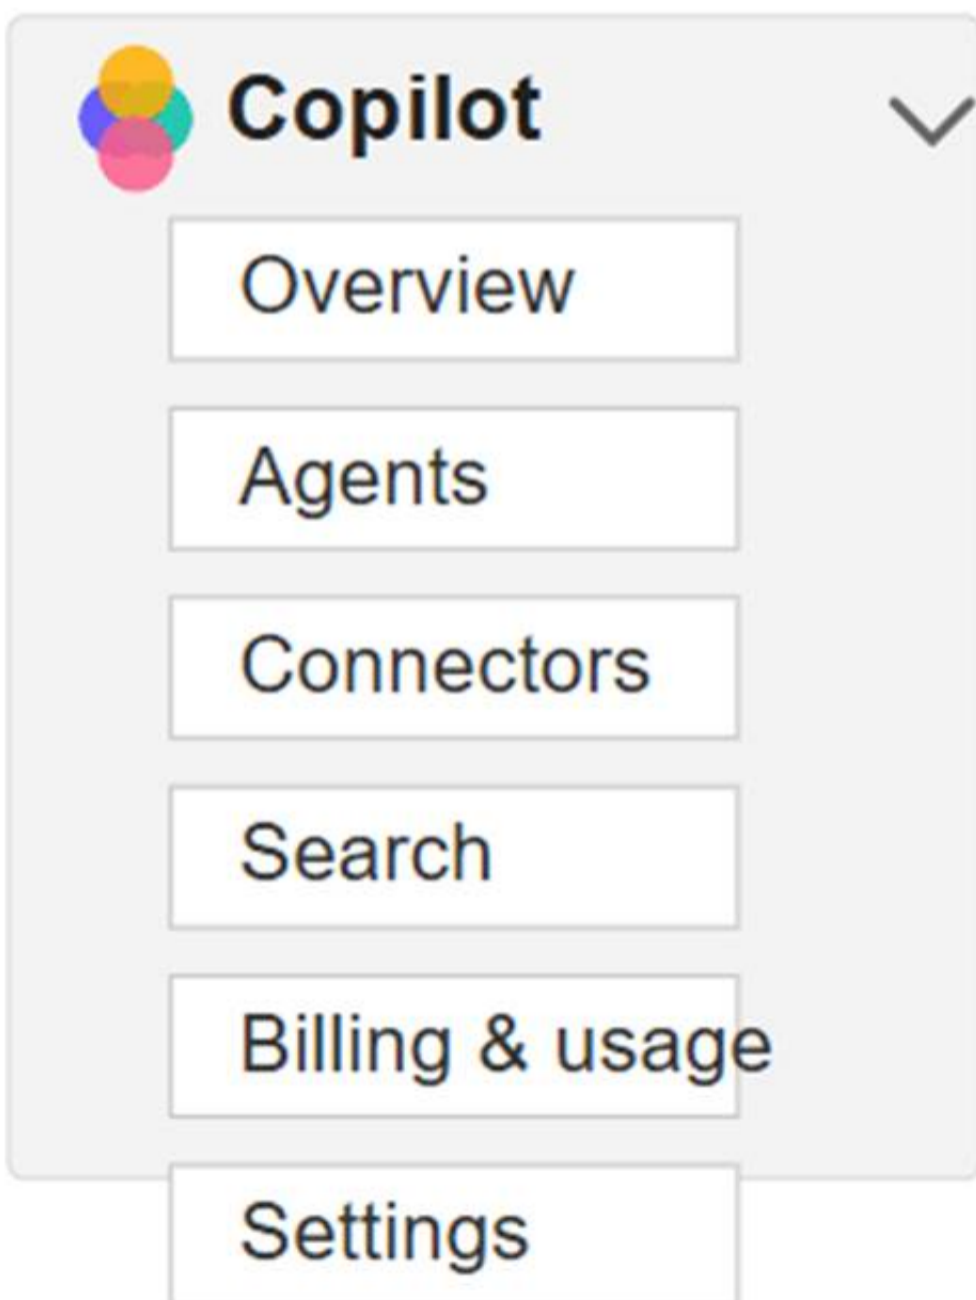 Copilot
Overview
Agents
Connectors
Search
Billing & usage
Settings